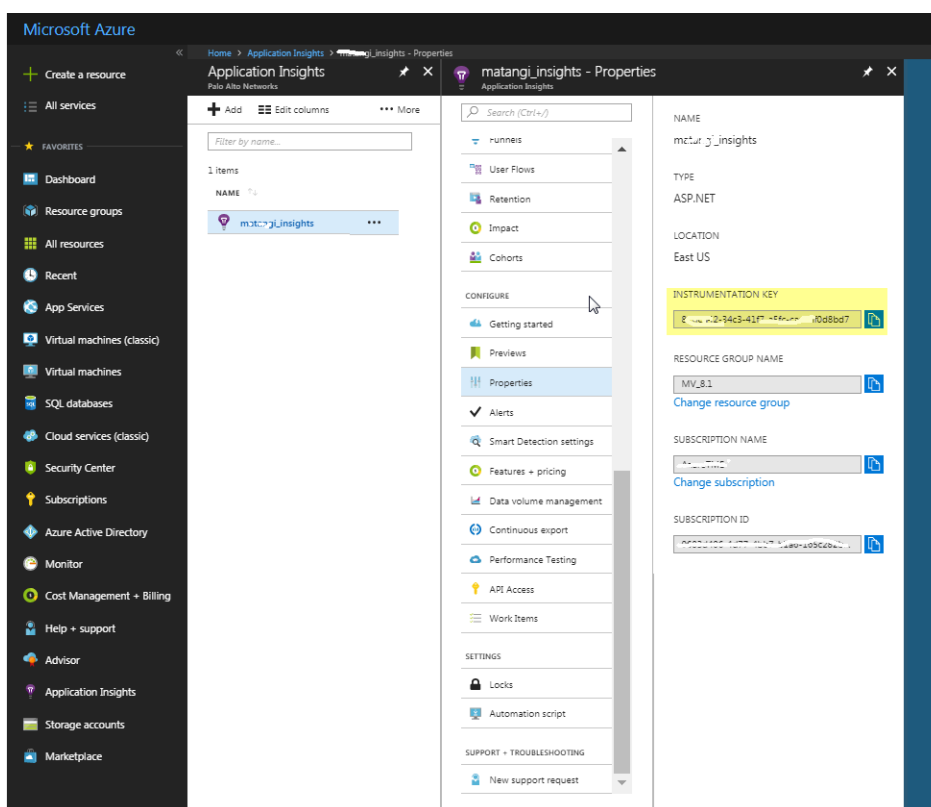 Microsoft Azure
Home > Application Insights > gi_insights - Properties
Create a resource
All services
FAVORITES
Dashboard
Resource groups
All resources
Recent
App Services
Virtual machines (classic)
Virtual machines
SQL databases
Cloud services (classic)
Security Center
Subscriptions
Azure Active Directory
Monitor
Cost Management + Billing
Help + support
Advisor
Application Insights
Storage accounts
Marketplace
Application Insights
Palo Alto Networks
Add Edit columns More
Filter by name...
1 items
NAME
gi_insights
matangi_insights - Properties
Application Insights
Search (Ctrl+/)
Funnels
User Flows
Retention
Impact
Cohorts
CONFIGURE
Getting started
Previews
Properties
Alerts
Smart Detection settings
Features + pricing
Data volume management
Continuous export
Performance Testing
API Access
Work Items
SETTINGS
Locks
Automation script
SUPPORT + TROUBLESHOOTING
New support request
NAME
_insights
TYPE
ASP.NET
LOCATION
East US
INSTRUMENTATION KEY
RESOURCE GROUP NAME
MV_8.1
Change resource group
SUBSCRIPTION NAME
Change subscription
SUBSCRIPTION ID